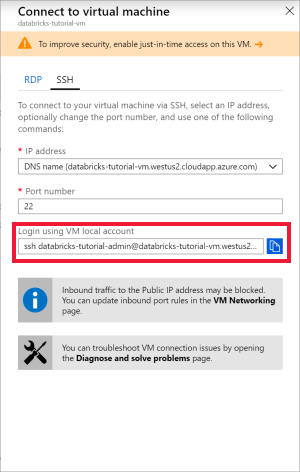 Connect to virtual machine
databricks-tutorial-vm
To improve security, enable just-in-time access on this VM. →
RDP SSH
To connect to your virtual machine via SSH, select an IP address,
optionally change the port number, and use one of the following
commands:
* IP address
DNS name (databricks-tutorial-vm.westus2.cloudapp.azure.com)
* Port number
22
Login using VM local account
ssh databricks-tutorial-admin@databricks-tutorial-vm.westus2...
Inbound traffic to the Public IP address may be blocked.
You can update inbound port rules in the VM Networking
page.
You can troubleshoot VM connection issues by opening
the Diagnose and solve problems page.